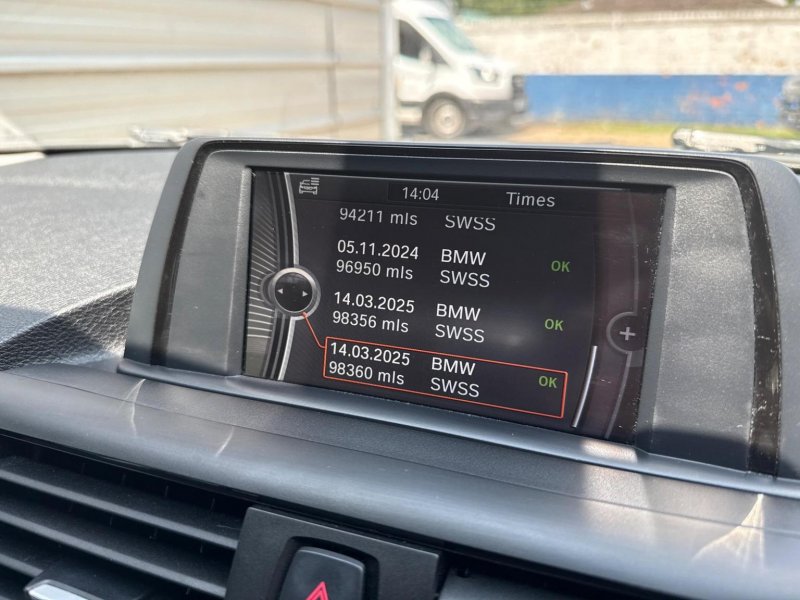 14:04 Times
94211 mls SWSS
05.11.2024 BMW
96950 mls SWSS OK
14.03.2025 BMW
98356 mls SWSS OK
14.03.2025 BMW
98360 mls SWSS OK
+